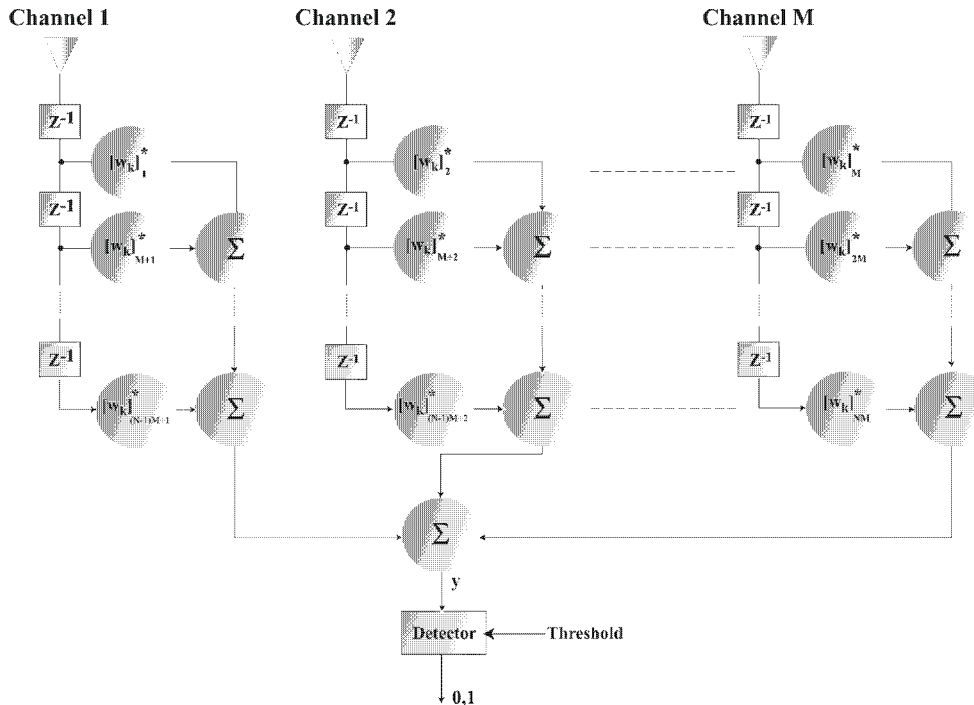 Channel 1 Channel 2 Channel M
Z-1 Z-1 Z-1
[wk]*1 [wk]*2 [wk]*M
Z-1 Z-1 Z-1
[wk]*M+1 Σ [wk]*M+2 Σ [wk]*2M Σ
Z-1 Z-1 Z-1
[wk]*(N-1)M+1 Σ [wk]*(N-1)M+2 Σ [wk]*NM Σ
Σ
y
Detector Threshold
0,1